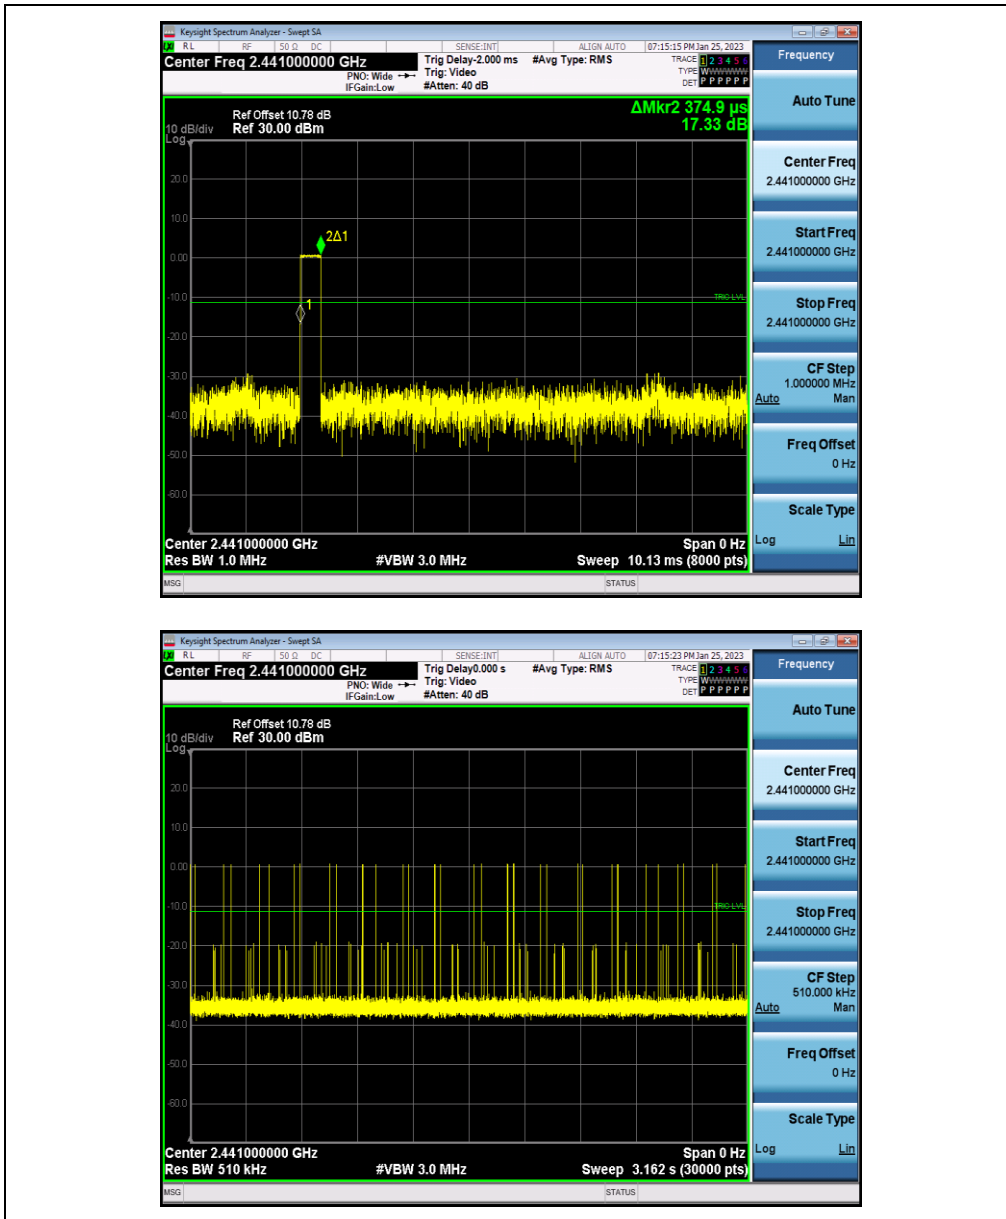 Keysight Spectrum Analyzer - Swept SA
LXI RL RF 50 Ω DC SENSE:INT ALIGN AUTO 07:15:15 PM Jan 25, 2023
Center Freq 2.441000000 GHz Trig Delay-2.000 ms #Avg Type: RMS TRACE 1 2 3 4 5 6
PNO: Wide Trig: Video TYPE WWWWWW
IFGain:Low #Atten: 40 dB DET P P P P P P
Ref Offset 10.78 dB ΔMkr2 374.9 µs
10 dB/div Ref 30.00 dBm 17.33 dB
Log
20.0
10.0
2Δ1
0.00
-10.0 TRIG LVL
1
-20.0
-30.0
-40.0
-50.0
-60.0
Center 2.441000000 GHz Span 0 Hz
Res BW 1.0 MHz #VBW 3.0 MHz Sweep 10.13 ms (8000 pts)
MSG STATUS
Frequency
Auto Tune
Center Freq
2.441000000 GHz
Start Freq
2.441000000 GHz
Stop Freq
2.441000000 GHz
CF Step
1.000000 MHz
Auto Man
Freq Offset
0 Hz
Scale Type
Log Lin
Keysight Spectrum Analyzer - Swept SA
LXI RL RF 50 Ω DC SENSE:INT ALIGN AUTO 07:15:23 PM Jan 25, 2023
Center Freq 2.441000000 GHz Trig Delay0.000 s #Avg Type: RMS TRACE 1 2 3 4 5 6
PNO: Wide Trig: Video TYPE WWWWWW
IFGain:Low #Atten: 40 dB DET P P P P P P
Ref Offset 10.78 dB
10 dB/div Ref 30.00 dBm
Log
20.0
10.0
0.00
-10.0 TRIG LVL
-20.0
-30.0
-40.0
-50.0
-60.0
Center 2.441000000 GHz Span 0 Hz
Res BW 510 kHz #VBW 3.0 MHz Sweep 3.162 s (30000 pts)
MSG STATUS
Frequency
Auto Tune
Center Freq
2.441000000 GHz
Start Freq
2.441000000 GHz
Stop Freq
2.441000000 GHz
CF Step
510.000 kHz
Auto Man
Freq Offset
0 Hz
Scale Type
Log Lin